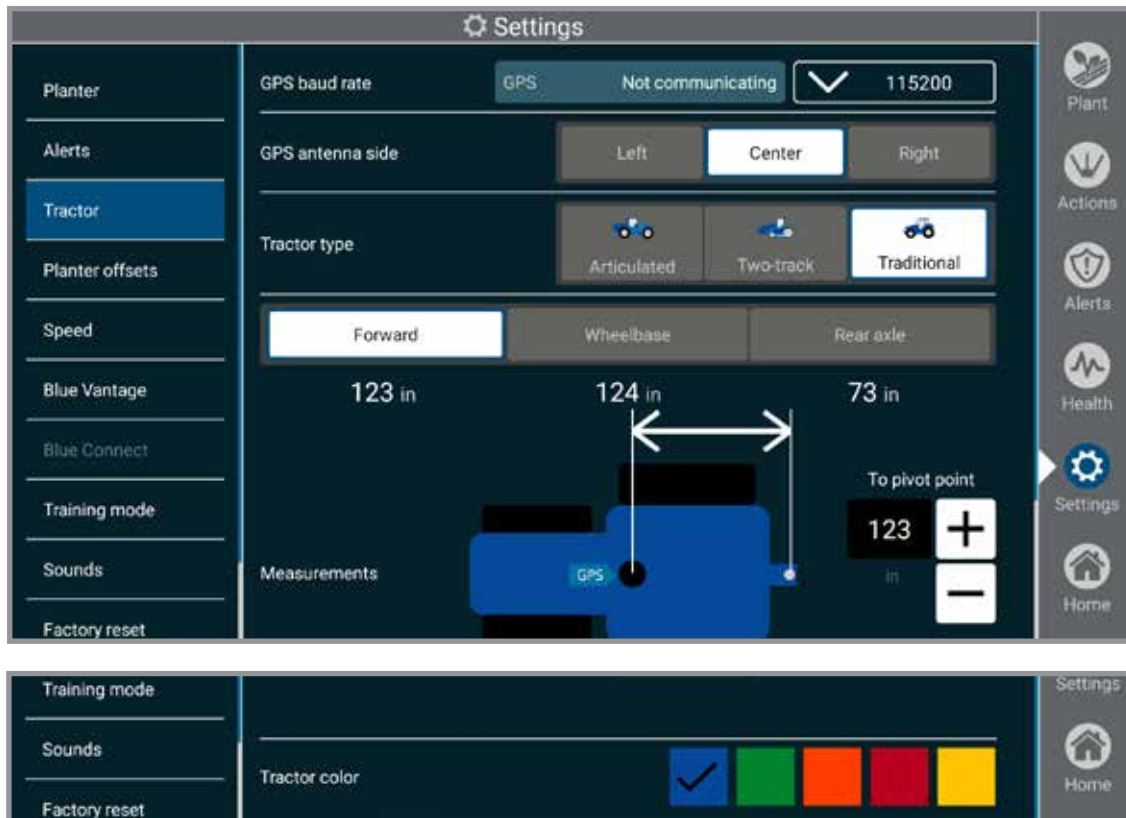 Settings
Planter
Alerts
Tractor
Planter offsets
Speed
Blue Vantage
Blue Connect
Training mode
Sounds
Factory reset
GPS baud rate
GPS Not communicating
115200
GPS antenna side
Left Center Right
Tractor type
Articulated Two-track Traditional
Forward Wheelbase Rear axle
123 in 124 in 73 in
To pivot point
123
in
Measurements
GPS
Plant
Actions
Alerts
Health
Settings
Home
Training mode
Sounds
Factory reset
Tractor color
Settings
Home